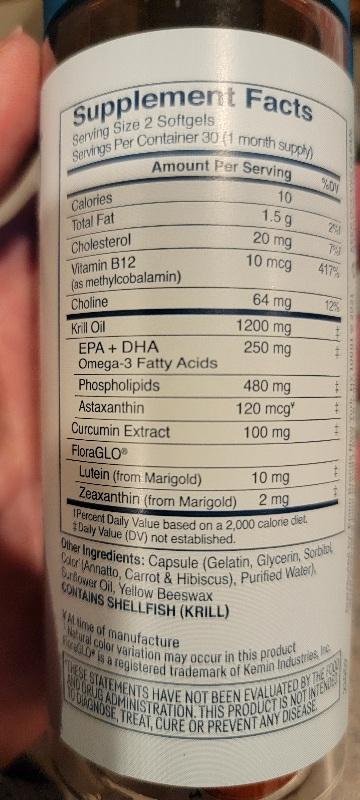 Supplement Facts
Serving Size 2 Softgels
Servings Per Container 30 (1 month supply)
Amount Per Serving %DV
Calories 10
Total Fat 1.5 g 2%†
Cholesterol 20 mg 7%†
Vitamin B12 10 mcg 417%
(as methylcobalamin)
Choline 64 mg 12%
Krill Oil 1200 mg ‡
EPA + DHA 250 mg ‡
Omega-3 Fatty Acids
Phospholipids 480 mg ‡
Astaxanthin 120 mcg¥ ‡
Curcumin Extract 100 mg ‡
FloraGLO®
Lutein (from Marigold) 10 mg ‡
Zeaxanthin (from Marigold) 2 mg ‡
†Percent Daily Value based on a 2,000 calorie diet.
‡Daily Value (DV) not established.
Other Ingredients: Capsule (Gelatin, Glycerin, Sorbitol,
Color (Annatto, Carrot & Hibiscus), Purified Water),
Sunflower Oil, Yellow Beeswax
CONTAINS SHELLFISH (KRILL)
¥At time of manufacture
Natural color variation may occur in this product
FloraGLO® is a registered trademark of Kemin Industries, Inc.
THESE STATEMENTS HAVE NOT BEEN EVALUATED BY THE FOOD
AND DRUG ADMINISTRATION. THIS PRODUCT IS NOT INTENDED
TO DIAGNOSE, TREAT, CURE OR PREVENT ANY DISEASE.